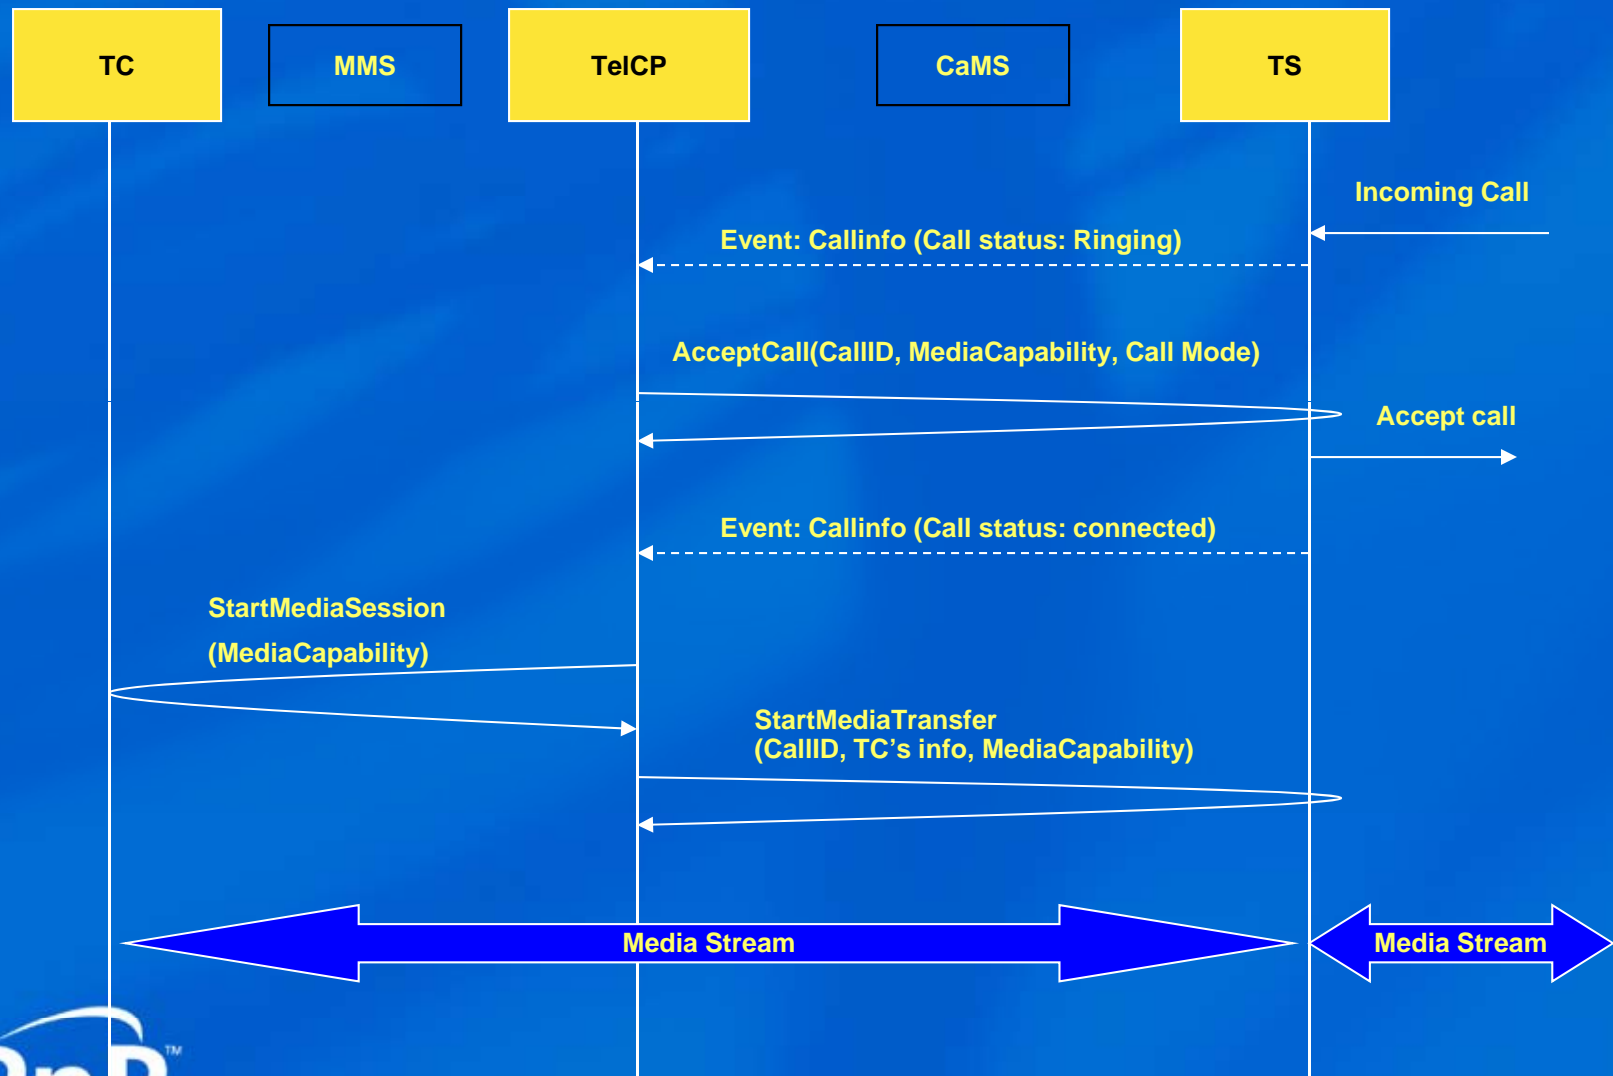 TC
MMS
TelCP
CaMS
TS
Incoming Call
Event: Callinfo (Call status: Ringing)
AcceptCall(CallID, MediaCapability, Call Mode)
Accept call
Event: Callinfo (Call status: connected)
StartMediaSession
(MediaCapability)
StartMediaTransfer
(CallID, TC’s info, MediaCapability)
Media Stream
Media Stream
TM